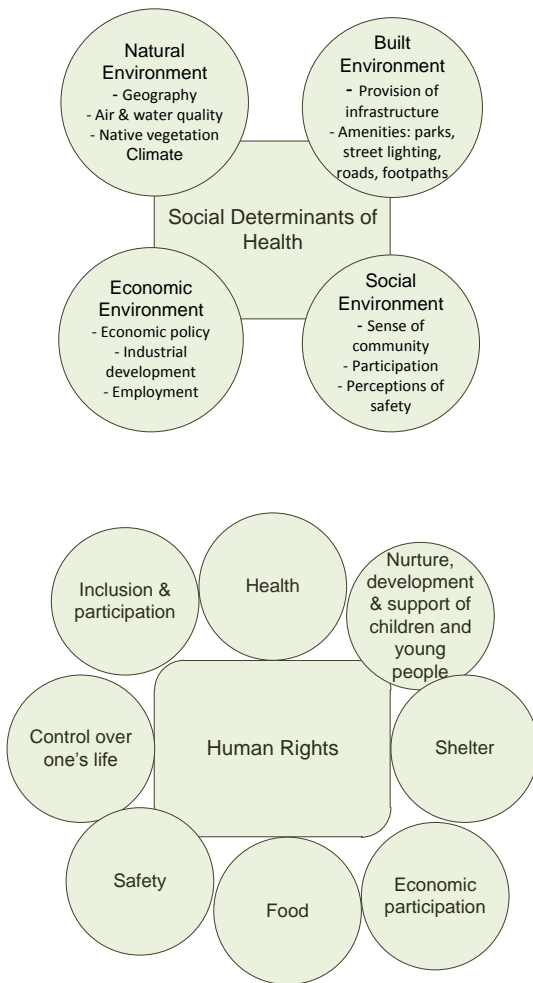 Natural
Environment
- Geography
- Air & water quality
- Native vegetation
Climate
Built
Environment
- Provision of
infrastructure
- Amenities: parks,
street lighting,
roads, footpaths
Social Determinants of
Health
Economic
Environment
- Economic policy
- Industrial
development
- Employment
Social
Environment
- Sense of
community
- Participation
- Perceptions of
safety
Inclusion &
participation
Health
Nurture,
development
& support of
children and
young
people
Control over
one's life
Human Rights
Shelter
Safety
Food
Economic
participation